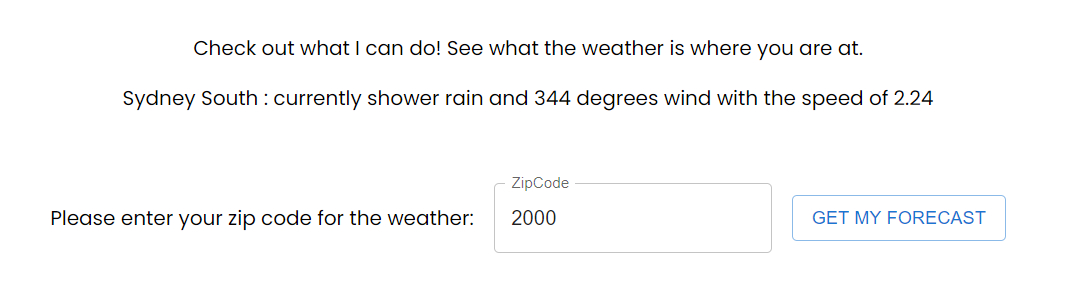 Check out what I can do! See what the weather is where you are at.
Sydney South : currently shower rain and 344 degrees wind with the speed of 2.24
ZipCode
Please enter your zip code for the weather: 2000 GET MY FORECAST